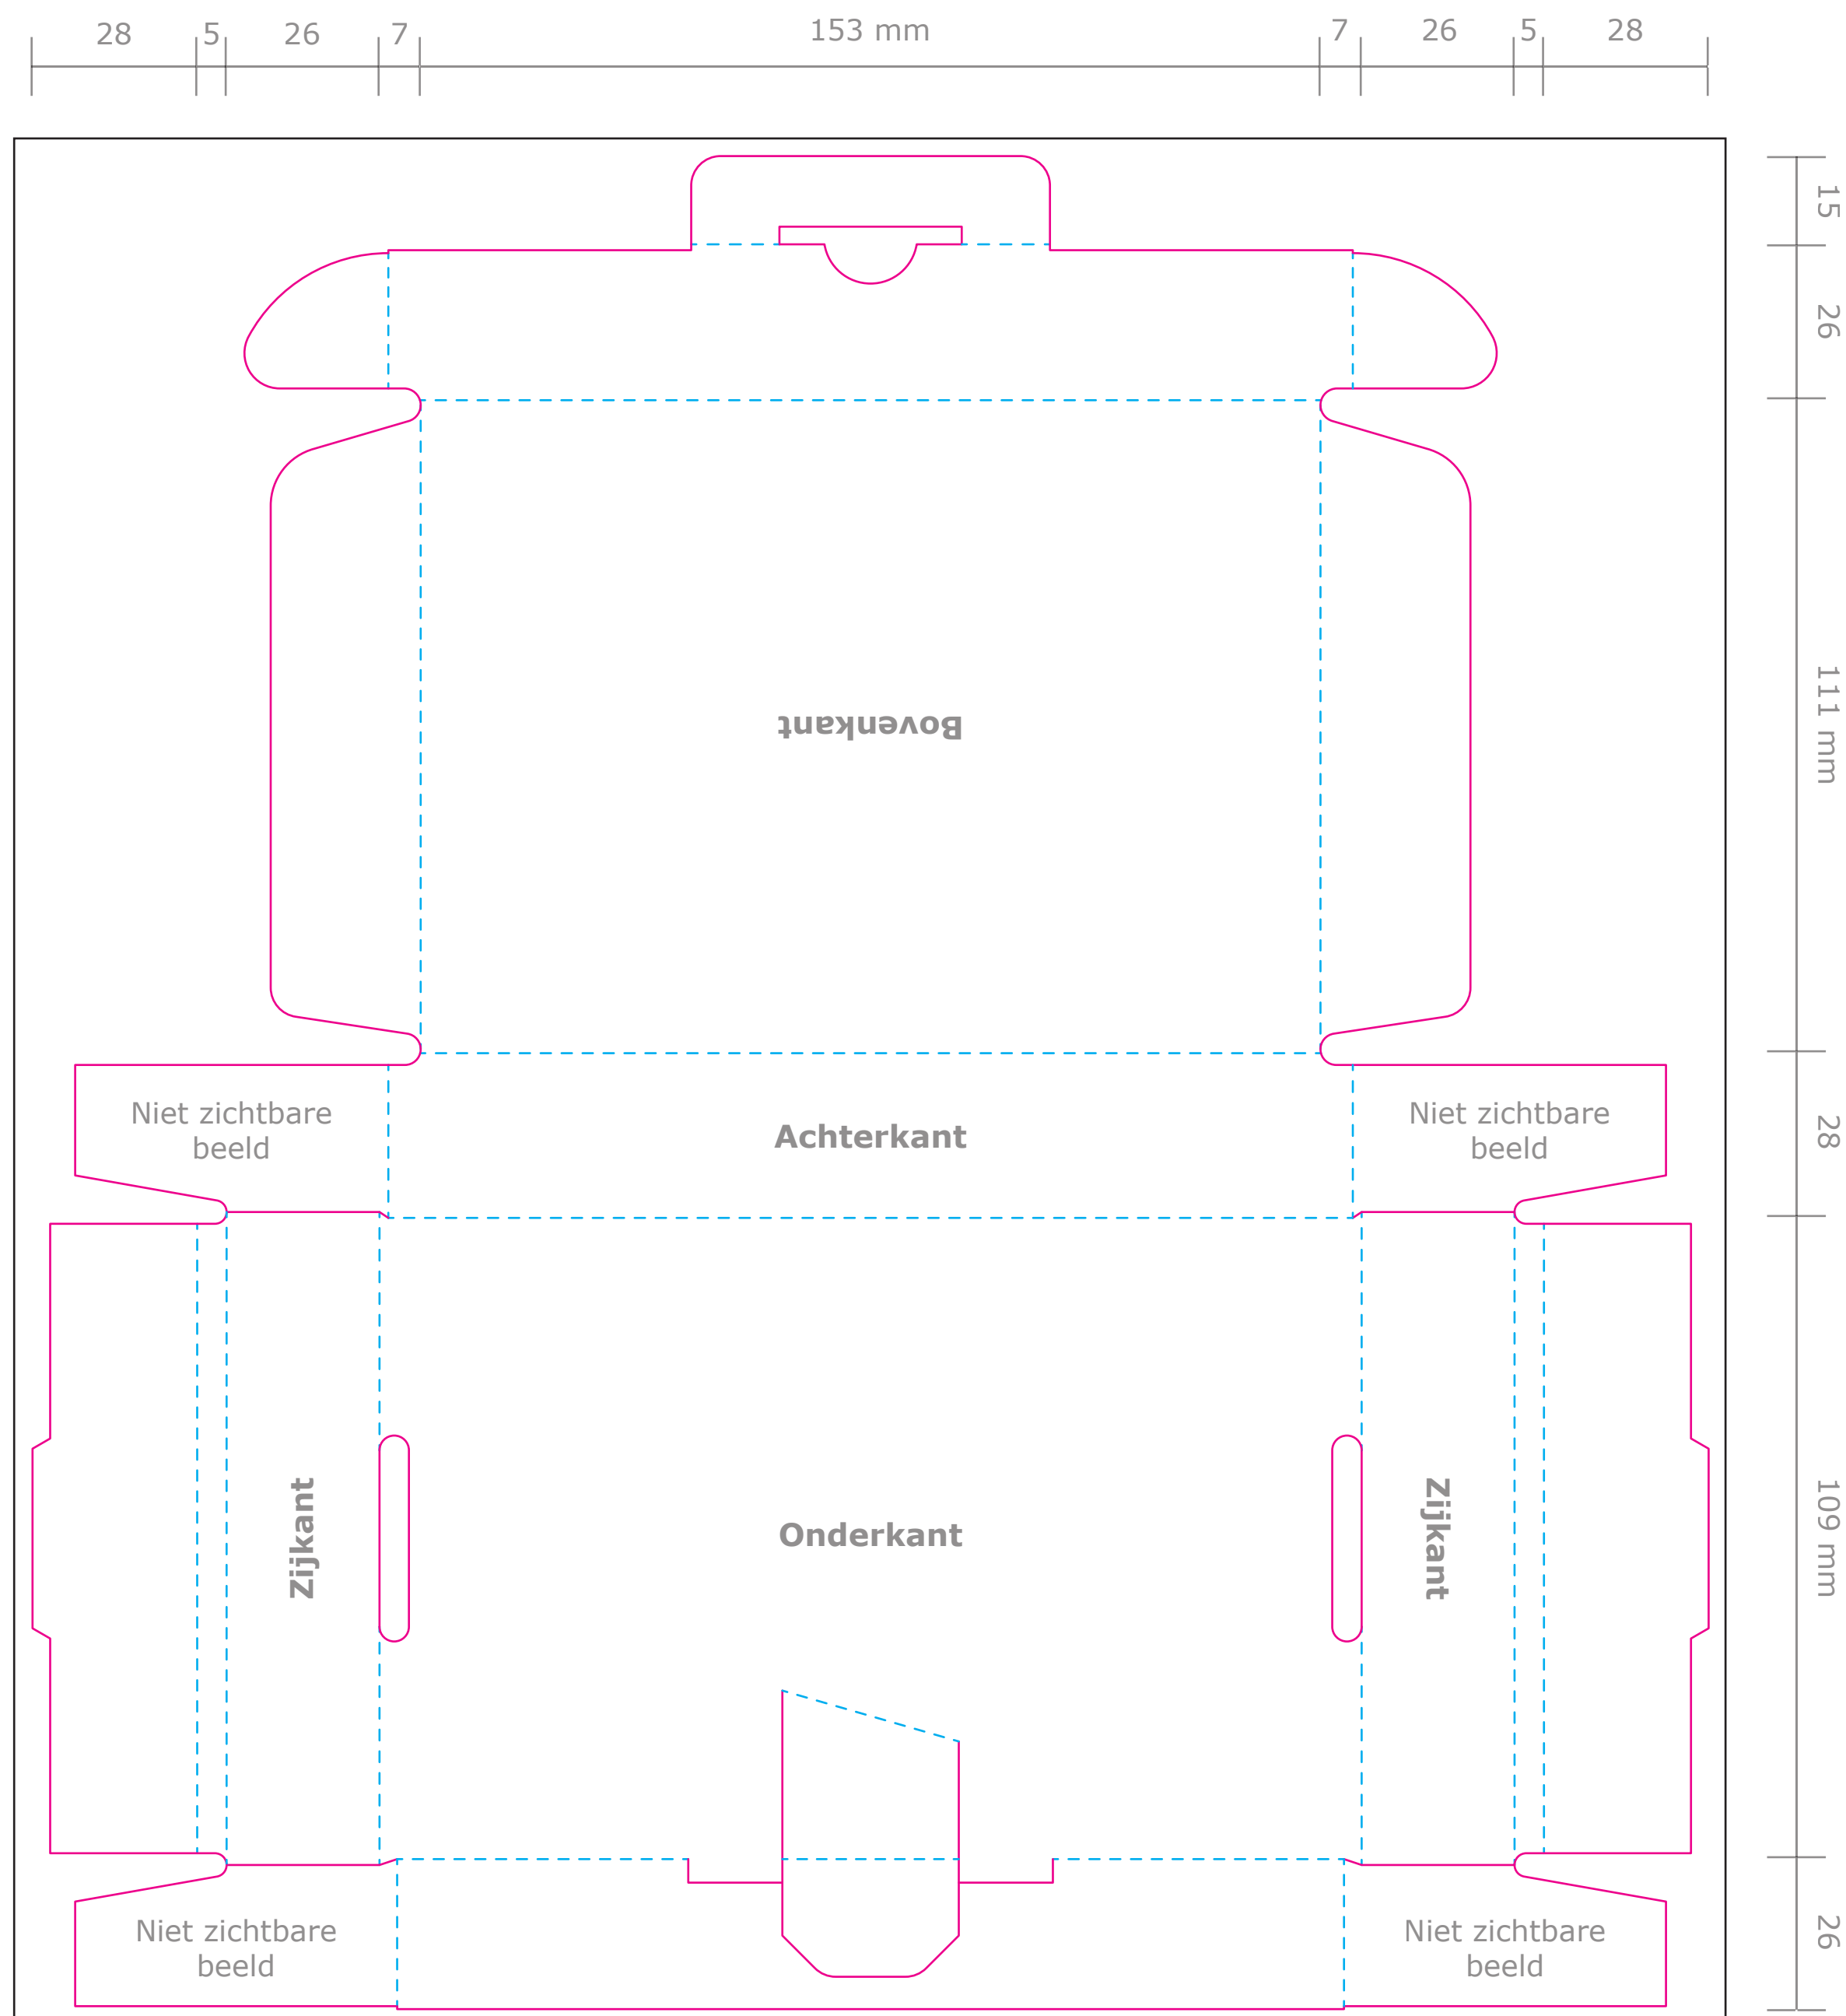 28 5 26 7 153 mm 7 26 5 28
15
26
Bovenkant
111 mm
Niet zichtbare
beeld
Achterkant
Niet zichtbare
beeld
28
zijkant
Onderkant
zijkant
109 mm
Niet zichtbare
beeld
Niet zichtbare
beeld
26